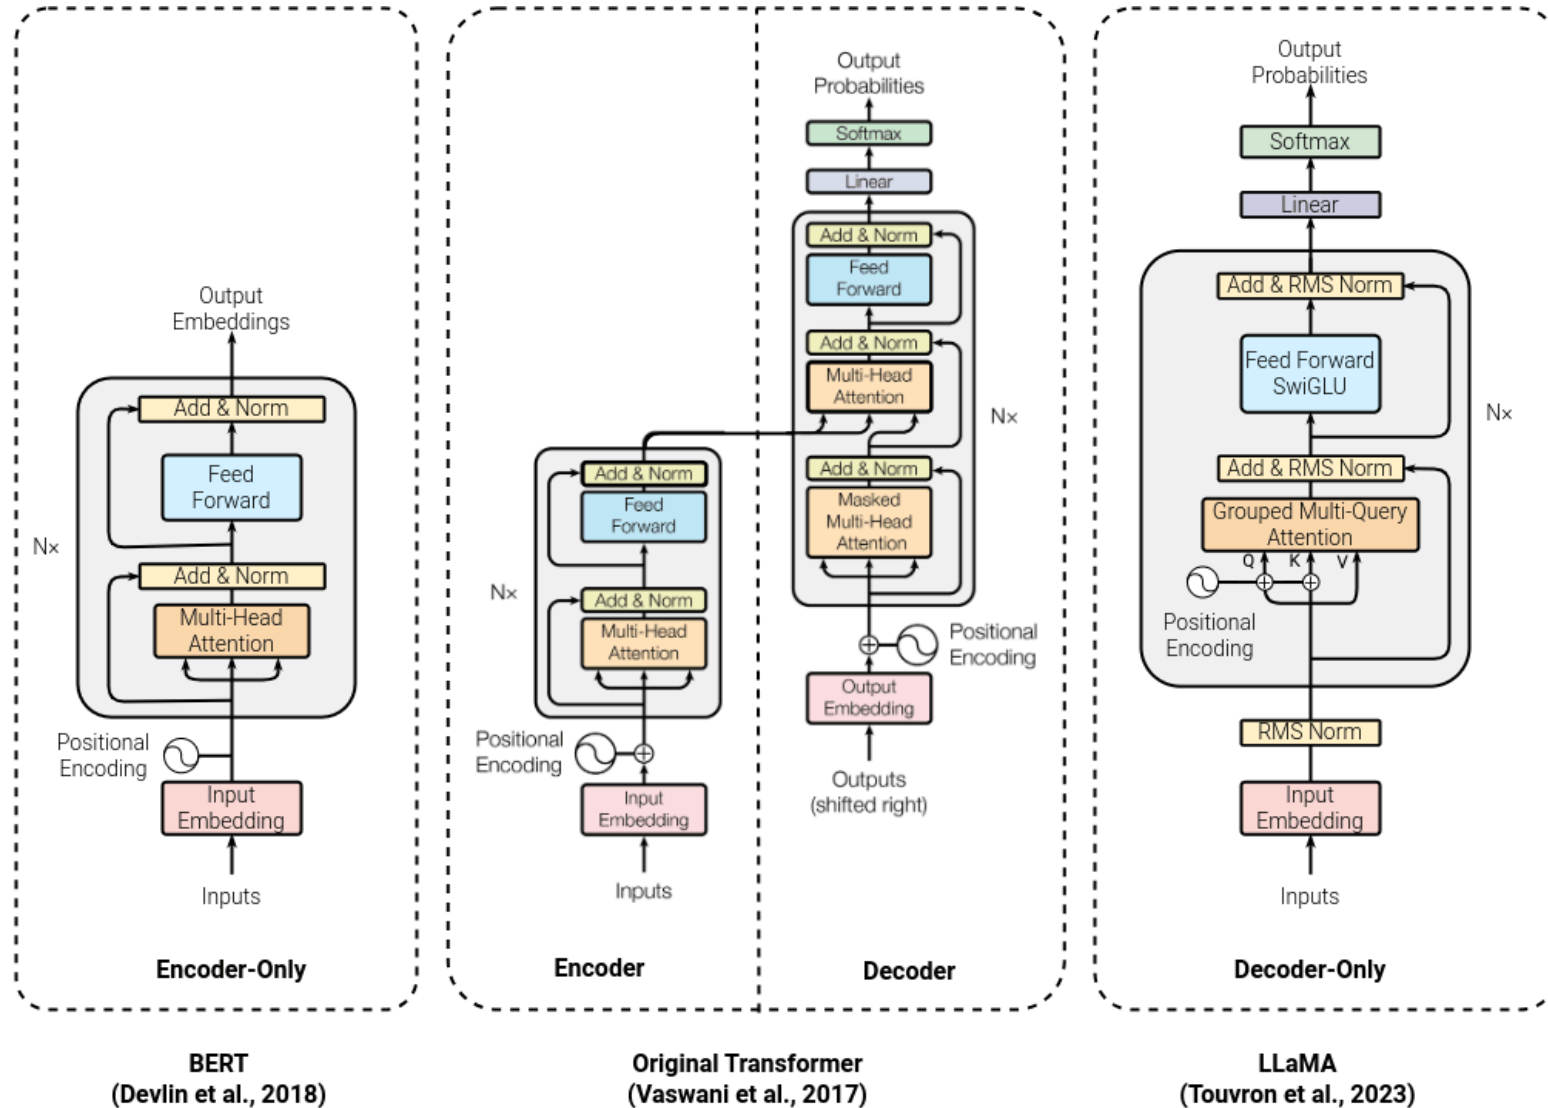 Output
Embeddings
Add & Norm
Feed
Forward
N×
Add & Norm
Multi-Head
Attention
Positional
Encoding
Input
Embedding
Inputs
Encoder-Only
BERT
(Devlin et al., 2018)
Add & Norm
Feed
Forward
N×
Add & Norm
Multi-Head
Attention
Positional
Encoding
Input
Embedding
Inputs
Encoder
Output
Probabilities
Softmax
Linear
Add & Norm
Feed
Forward
Add & Norm
Multi-Head
Attention
N×
Add & Norm
Masked
Multi-Head
Attention
Positional
Encoding
Output
Embedding
Outputs
(shifted right)
Decoder
Original Transformer
(Vaswani et al., 2017)
Output
Probabilities
Softmax
Linear
Add & RMS Norm
Feed Forward
SwiGLU
N×
Add & RMS Norm
Grouped Multi-Query
Attention
Q K V
Positional
Encoding
RMS Norm
Input
Embedding
Inputs
Decoder-Only
LLaMA
(Touvron et al., 2023)